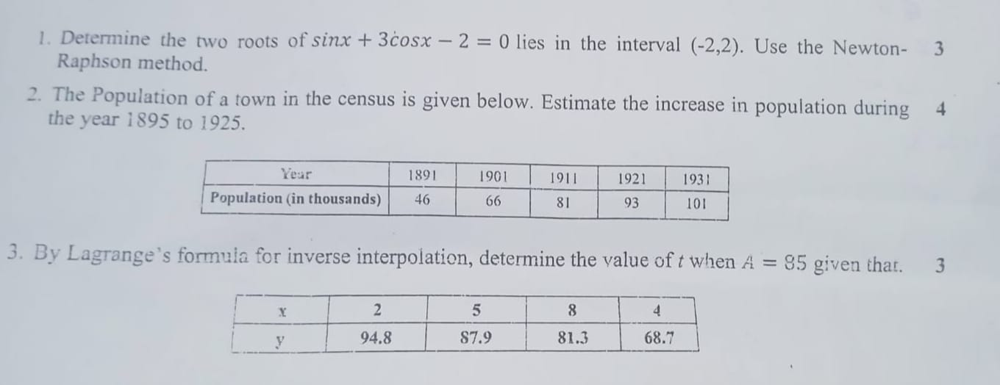 1. Determine the two roots of sinx + 3cosx − 2 = 0 lies in the interval (-2,2). Use the Newton- 3
Raphson method.
2. The Population of a town in the census is given below. Estimate the increase in population during 4
the year 1895 to 1925.
Year 1891 1901 1911 1921 1931
Population (in thousands) 46 66 81 93 101
3. By Lagrange's formula for inverse interpolation, determine the value of t when A = 85 given that. 3
x 2 5 8 4
y 94.8 87.9 81.3 68.7